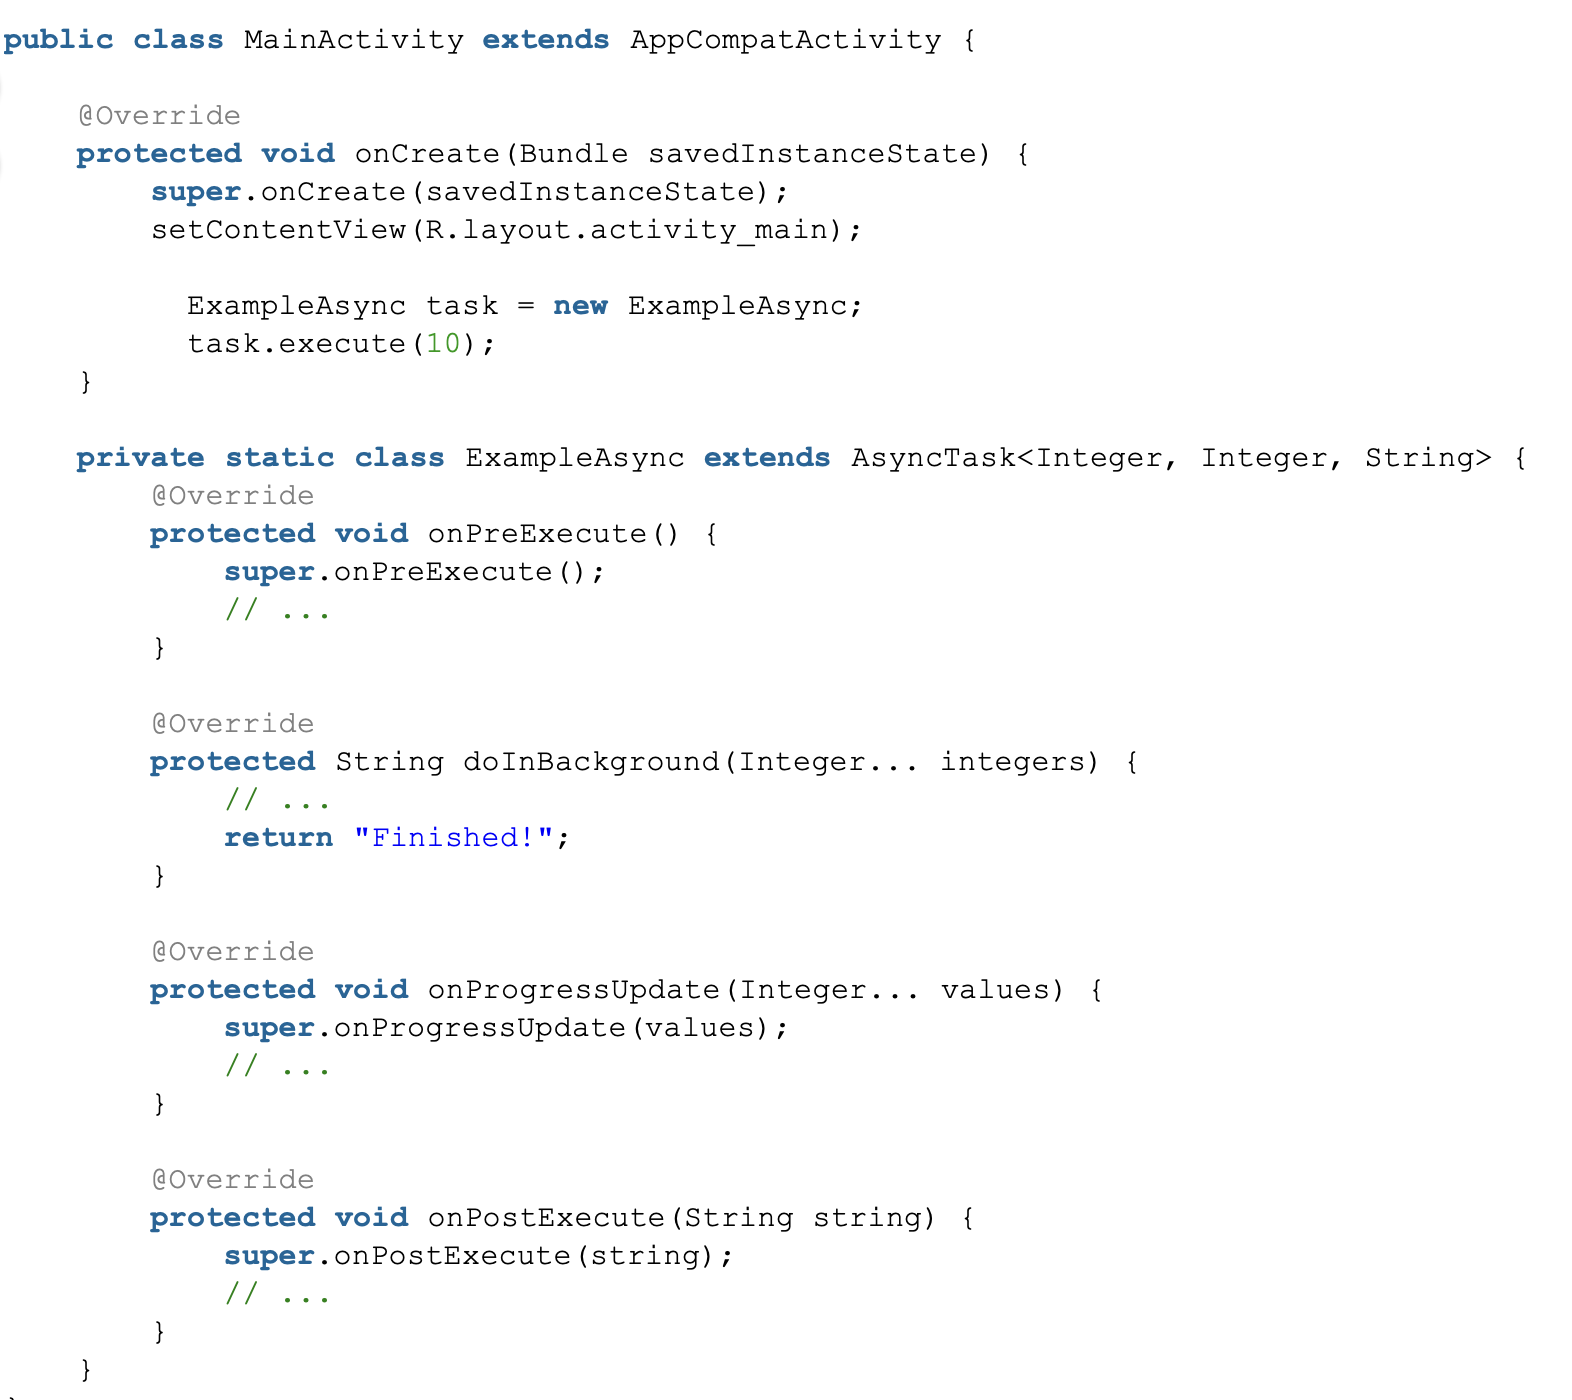 public class MainActivity extends AppCompatActivity {
@Override
protected void onCreate(Bundle savedInstanceState) {
super.onCreate(savedInstanceState);
setContentView(R.layout.activity_main);
ExampleAsync task = new ExampleAsync;
task.execute(10);
}
private static class ExampleAsync extends AsyncTask<Integer, Integer, String> {
@Override
protected void onPreExecute() {
super.onPreExecute();
// ...
}
@Override
protected String doInBackground(Integer... integers) {
// ...
return "Finished!";
}
@Override
protected void onProgressUpdate(Integer... values) {
super.onProgressUpdate(values);
// ...
}
@Override
protected void onPostExecute(String string) {
super.onPostExecute(string);
// ...
}
}